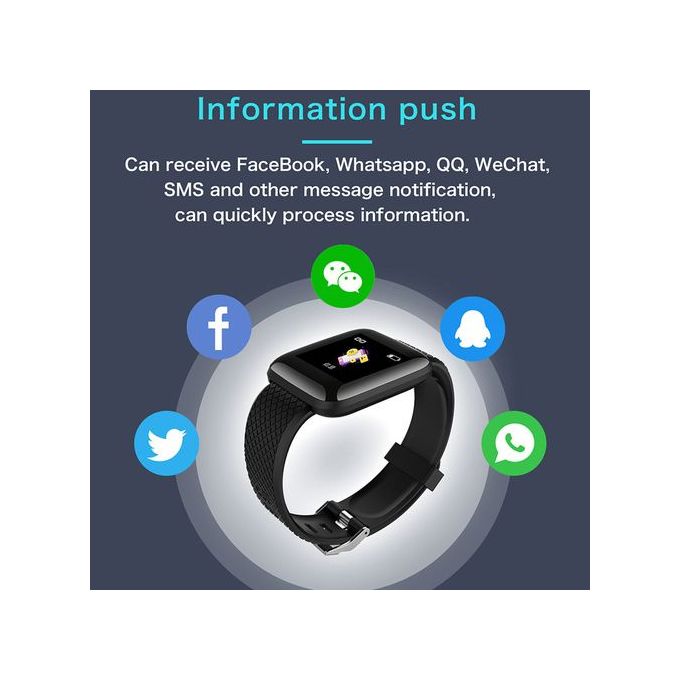 Information push
Can receive FaceBook, Whatsapp, QQ, WeChat,
SMS and other message notification,
can quickly process information.